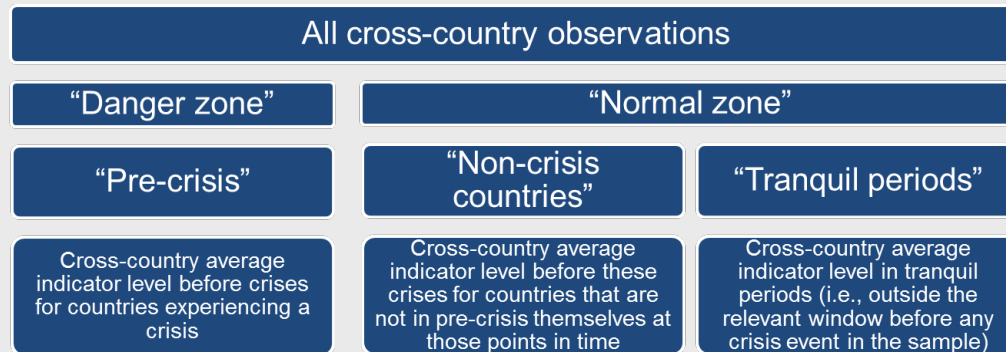 All cross-country observations
“Danger zone”
“Normal zone”
“Pre-crisis”
“Non-crisis
countries”
“Tranquil periods”
Cross-country average
indicator level before crises
for countries experiencing a
crisis
Cross-country average
indicator level before these
crises for countries that are
not in pre-crisis themselves at
those points in time
Cross-country average
indicator level in tranquil
periods (i.e., outside the
relevant window before any
crisis event in the sample)